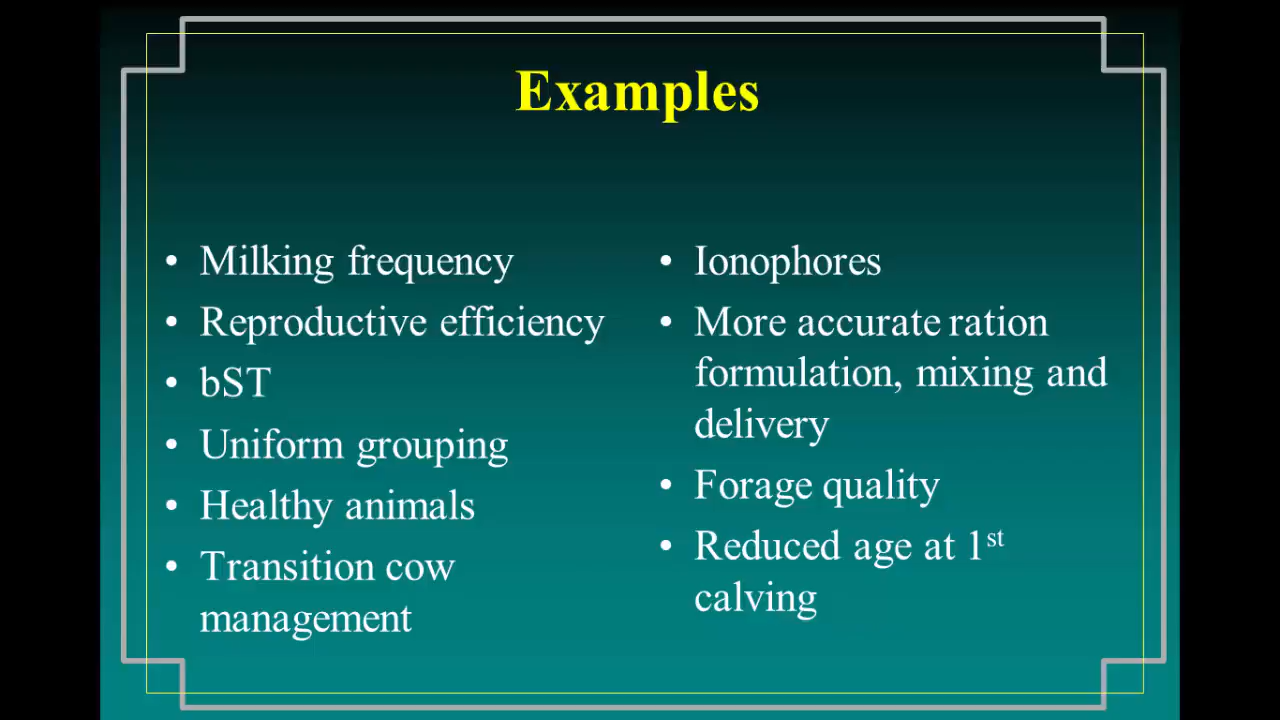 Examples
• Milking frequency
• Reproductive efficiency
• bST
• Uniform grouping
• Healthy animals
• Transition cow
management
• Ionophores
• More accurate ration
formulation, mixing and
delivery
• Forage quality
• Reduced age at 1st
calving